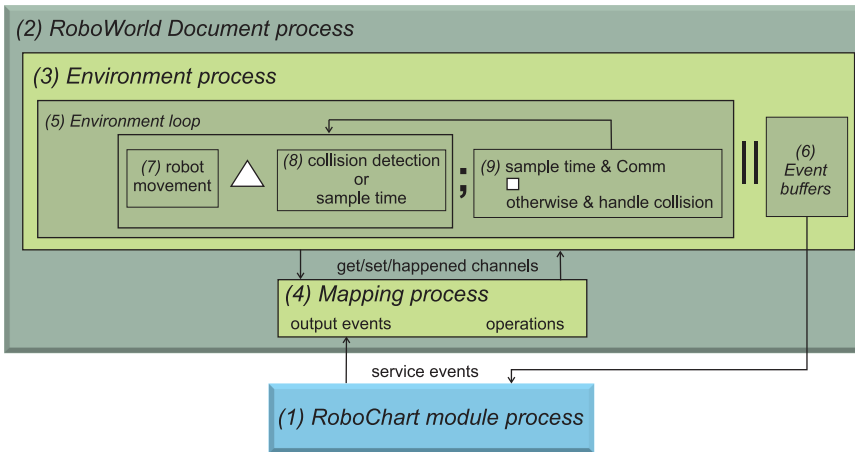 (2) RoboWorld Document process
(3) Environment process
(5) Environment loop
(7) robot
movement
(8) collision detection
or
sample time
;
(9) sample time & Comm
otherwise & handle collision
||
(6)
Event
buffers
get/set/happened channels
(4) Mapping process
output events operations
service events
(1) RoboChart module process